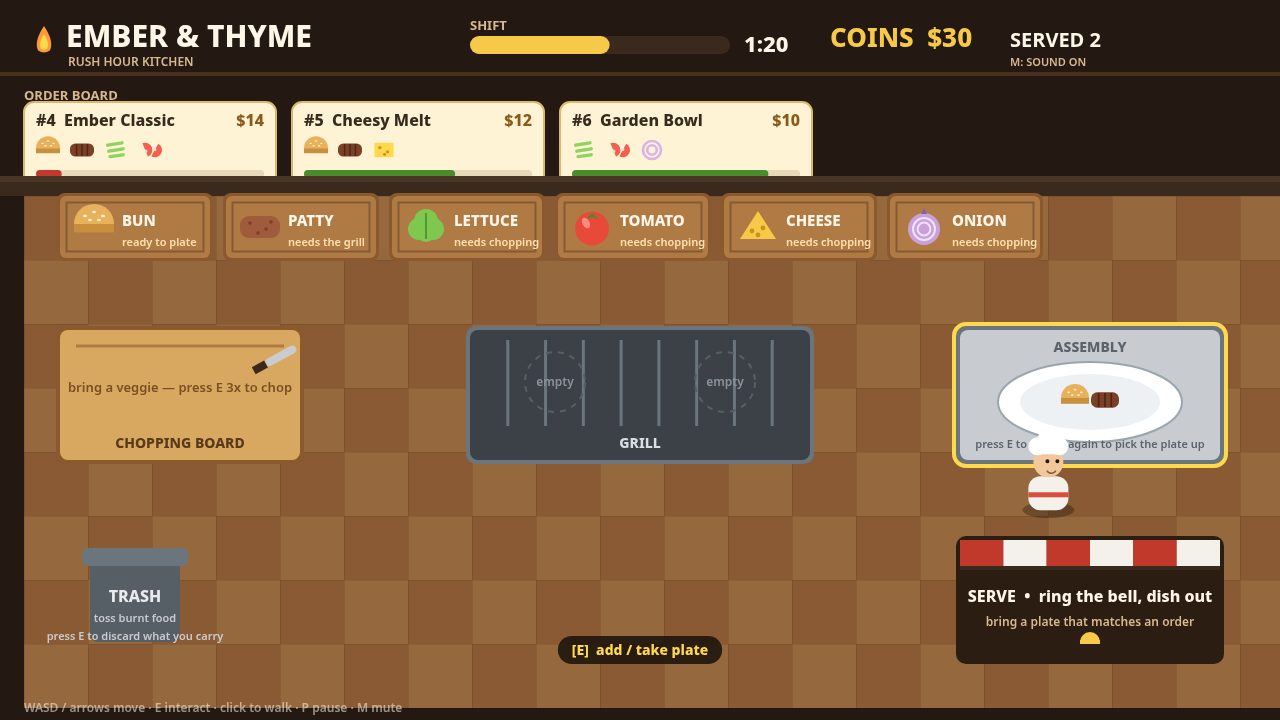 EMBER & THYME
RUSH HOUR KITCHEN
SHIFT
1:20
COINS $30
SERVED 2
M: SOUND ON
ORDER BOARD
#4 Ember Classic $14
#5 Cheesy Melt $12
#6 Garden Bowl $10
BUN
ready to plate
PATTY
needs the grill
LETTUCE
needs chopping
TOMATO
needs chopping
CHEESE
needs chopping
ONION
needs chopping
bring a veggie — press E 3x to chop
CHOPPING BOARD
empty
empty
GRILL
ASSEMBLY
press E to again to pick the plate up
TRASH
toss burnt food
press E to discard what you carry
SERVE • ring the bell, dish out
bring a plate that matches an order
[E] add / take plate
WASD / arrows move · E interact · click to walk · P pause · M mute